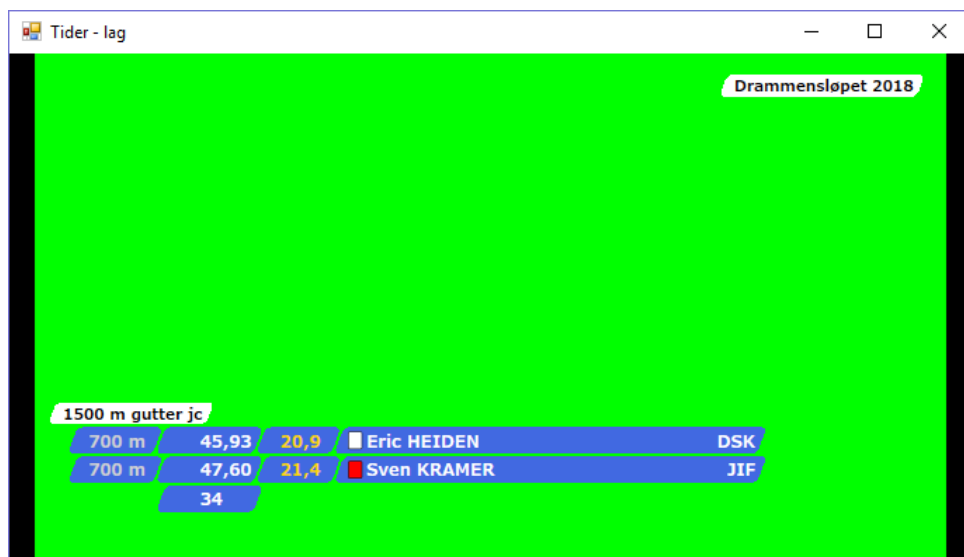 Tider - lag
Drammensløpet 2018
1500 m gutter jc
700 m 45,93 20,9 Eric HEIDEN DSK
700 m 47,60 21,4 Sven KRAMER JIF
34